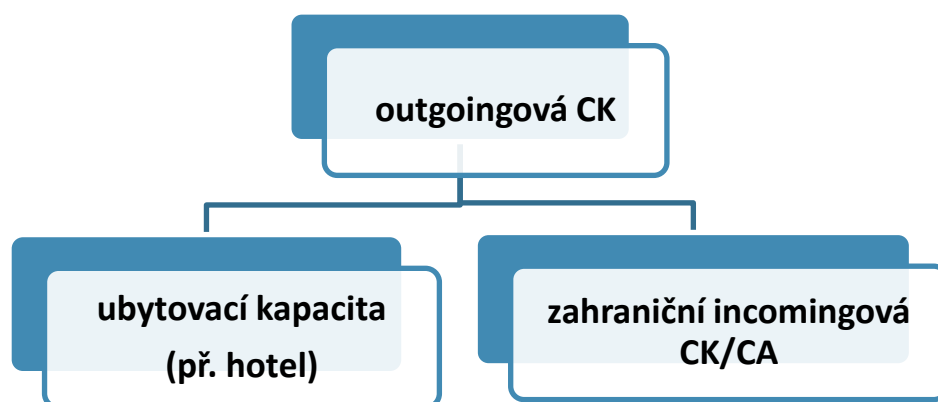 outgoingová CK
ubytovací kapacita
(př. hotel)
zahraniční incomingová
CK/CA